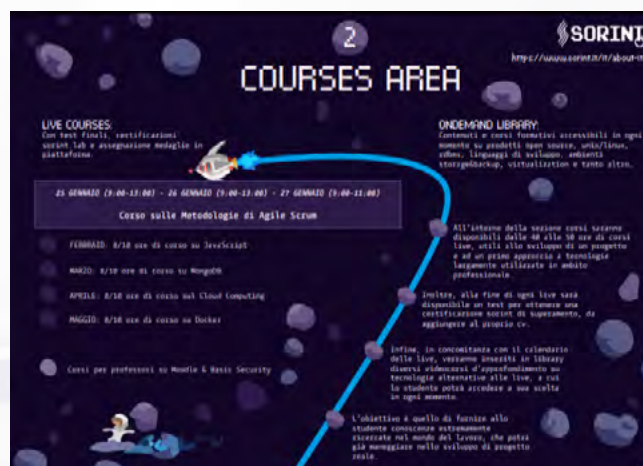 2
SORINT
https://www.sorint.it/it/about-it
COURSES AREA
LIVE COURSES:
Con test finali, certificazioni
sorint lab e assegnazione medaglie in
piattaforma.
25 GENNAIO (9:00-13:00) - 26 GENNAIO (9:00-13:00) - 27 GENNAIO (9:00-11:00)
Corso sulle Metodologie di Agile Scrum
FEBBRAIO: 8/10 ore di corso su JavaScript
MARZO: 8/10 ore di corso su MongoDB
APRILE: 8/10 ore di corso sul Cloud Computing
MAGGIO: 8/10 ore di corso su Docker
Corsi per professori su Moodle & Basic Security
ONDEMAND LIBRARY:
Contenuti e corsi formativi accessibili in ogni
momento su prodotti open source, unix/linux,
rdbms, linguaggi di sviluppo, ambienti
storage&backup, virtualization e tanto altro.
All'interno della sezione corsi saranno
disponibili dalle 40 alle 50 ore di corsi
live, utili allo sviluppo di un progetto
e ad un primo approccio a tecnologie
largamente utilizzate in ambito
professionale.
Inoltre, alla fine di ogni live sarà
disponibile un test per ottenere una
certificazione sorint di superamento, da
aggiungere al proprio cv.
Infine, in concomitanza con il calendario
delle live, verranno inseriti in library
diversi videocorsi d'approfondimento su
tecnologie alternative alle live, a cui
lo studente potrà accedere a sua scelta
in ogni momento.
L'obiettivo è quello di fornire allo
studente conoscenze estremamente
ricercate nel mondo del lavoro, che potrà
già maneggiare nello sviluppo di progetto
reale.